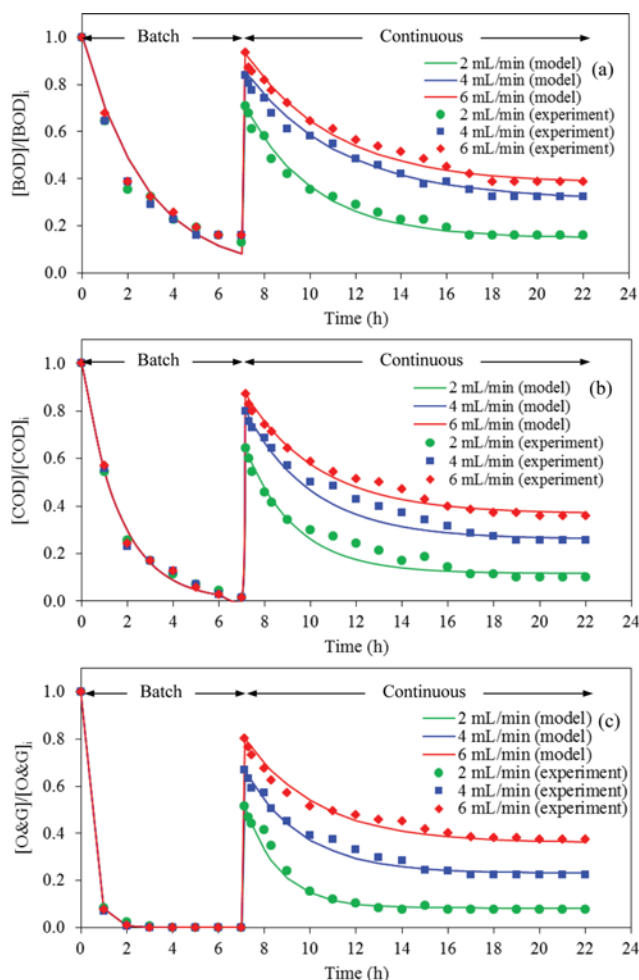 Batch Continuous
1.0
0.8
0.6
0.4
0.2
0.0
[BOD]/[BOD]i
(a)
2 mL/min (model)
4 mL/min (model)
6 mL/min (model)
2 mL/min (experiment)
4 mL/min (experiment)
6 mL/min (experiment)
0 2 4 6 8 10 12 14 16 18 20 22 24
Time (h)
Batch Continuous
1.0
0.8
0.6
0.4
0.2
0.0
[COD]/[COD]i
(b)
2 mL/min (model)
4 mL/min (model)
6 mL/min (model)
2 mL/min (experiment)
4 mL/min (experiment)
6 mL/min (experiment)
0 2 4 6 8 10 12 14 16 18 20 22 24
Time (h)
Batch Continuous
1.0
0.8
0.6
0.4
0.2
0.0
[O&G]/[O&G]i
(c)
2 mL/min (model)
4 mL/min (model)
6 mL/min (model)
2 mL/min (experiment)
4 mL/min (experiment)
6 mL/min (experiment)
0 2 4 6 8 10 12 14 16 18 20 22 24
Time (h)